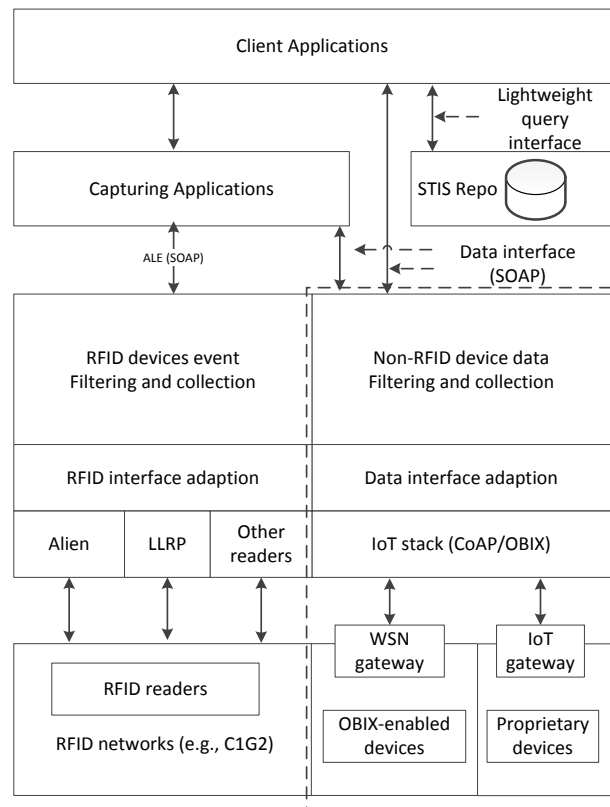 Client Applications
Lightweight
query
interface
Capturing Applications
STIS Repo
ALE (SOAP)
Data interface
(SOAP)
RFID devices event
Filtering and collection
Non-RFID device data
Filtering and collection
RFID interface adaption
Data interface adaption
Alien
LLRP
Other
readers
IoT stack (CoAP/OBIX)
WSN
gateway
IoT
gateway
RFID readers
RFID networks (e.g., C1G2)
OBIX-enabled
devices
Proprietary
devices